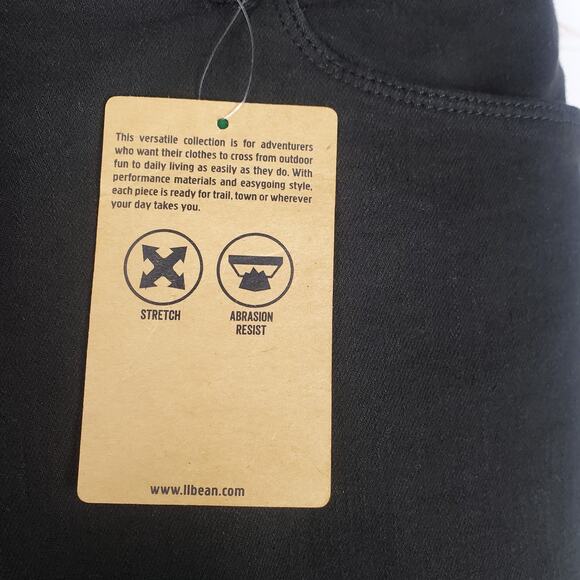 This versatile collection is for adventurers
who want their clothes to cross from outdoor
fun to daily living as easily as they do. With
performance materials and easygoing style,
each piece is ready for trail, town or wherever
your day takes you.
STRETCH
ABRASION
RESIST
www.llbean.com